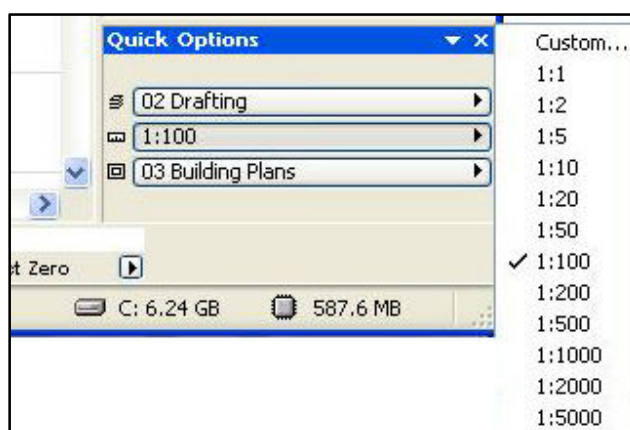 Quick Options
02 Drafting
1:100
03 Building Plans
t Zero
C: 6.24 GB
587.6 MB
Custom...
1:1
1:2
1:5
1:10
1:20
1:50
1:100
1:200
1:500
1:1000
1:2000
1:5000